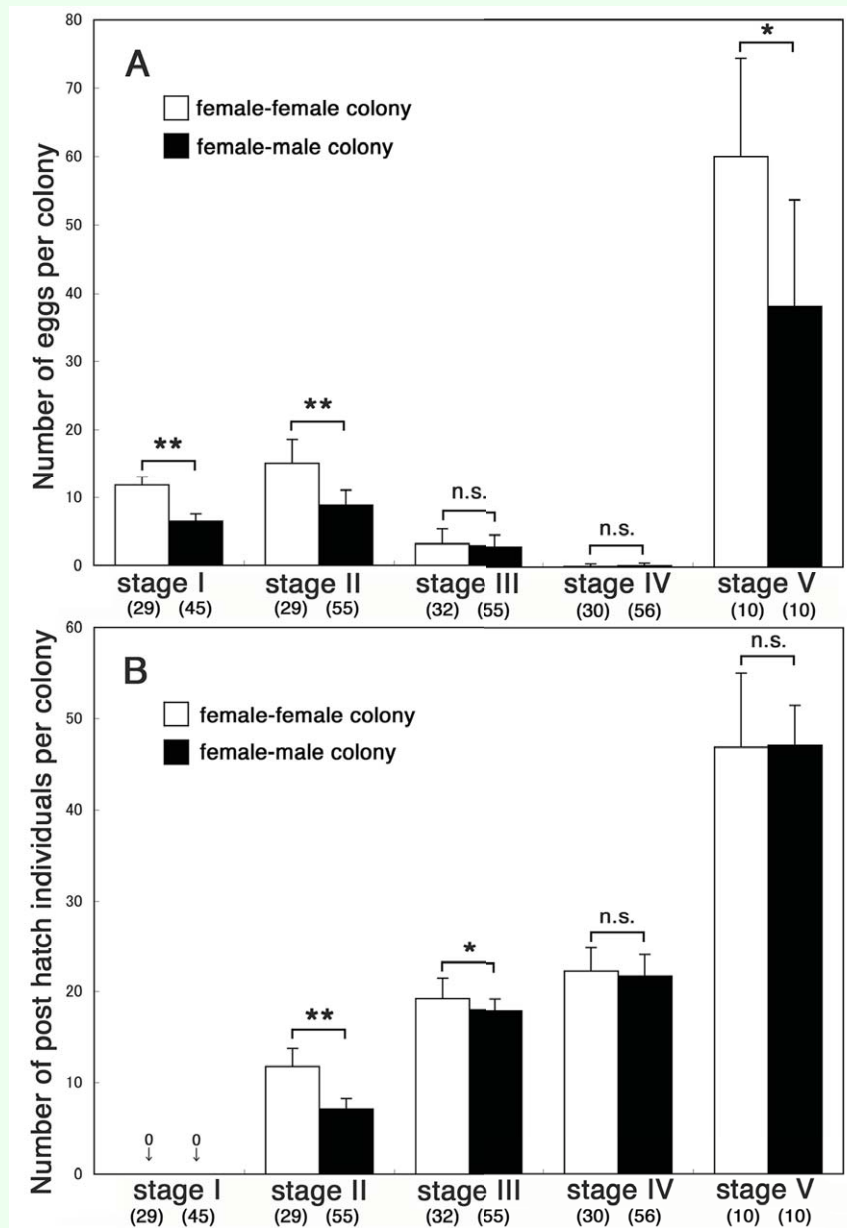 80
70
60
50
40
30
20
10
0
Number of eggs per colony
A
female-female colony
female-male colony
**
**
n.s.
n.s.
*
stage I stage II stage III stage IV stage V
(29) (45) (29) (55) (32) (55) (30) (56) (10) (10)
60
50
40
30
20
10
0
Number of post hatch individuals per colony
B
female-female colony
female-male colony
0 0
↓ ↓
**
*
n.s.
n.s.
stage I stage II stage III stage IV stage V
(29) (45) (29) (55) (32) (55) (30) (56) (10) (10)